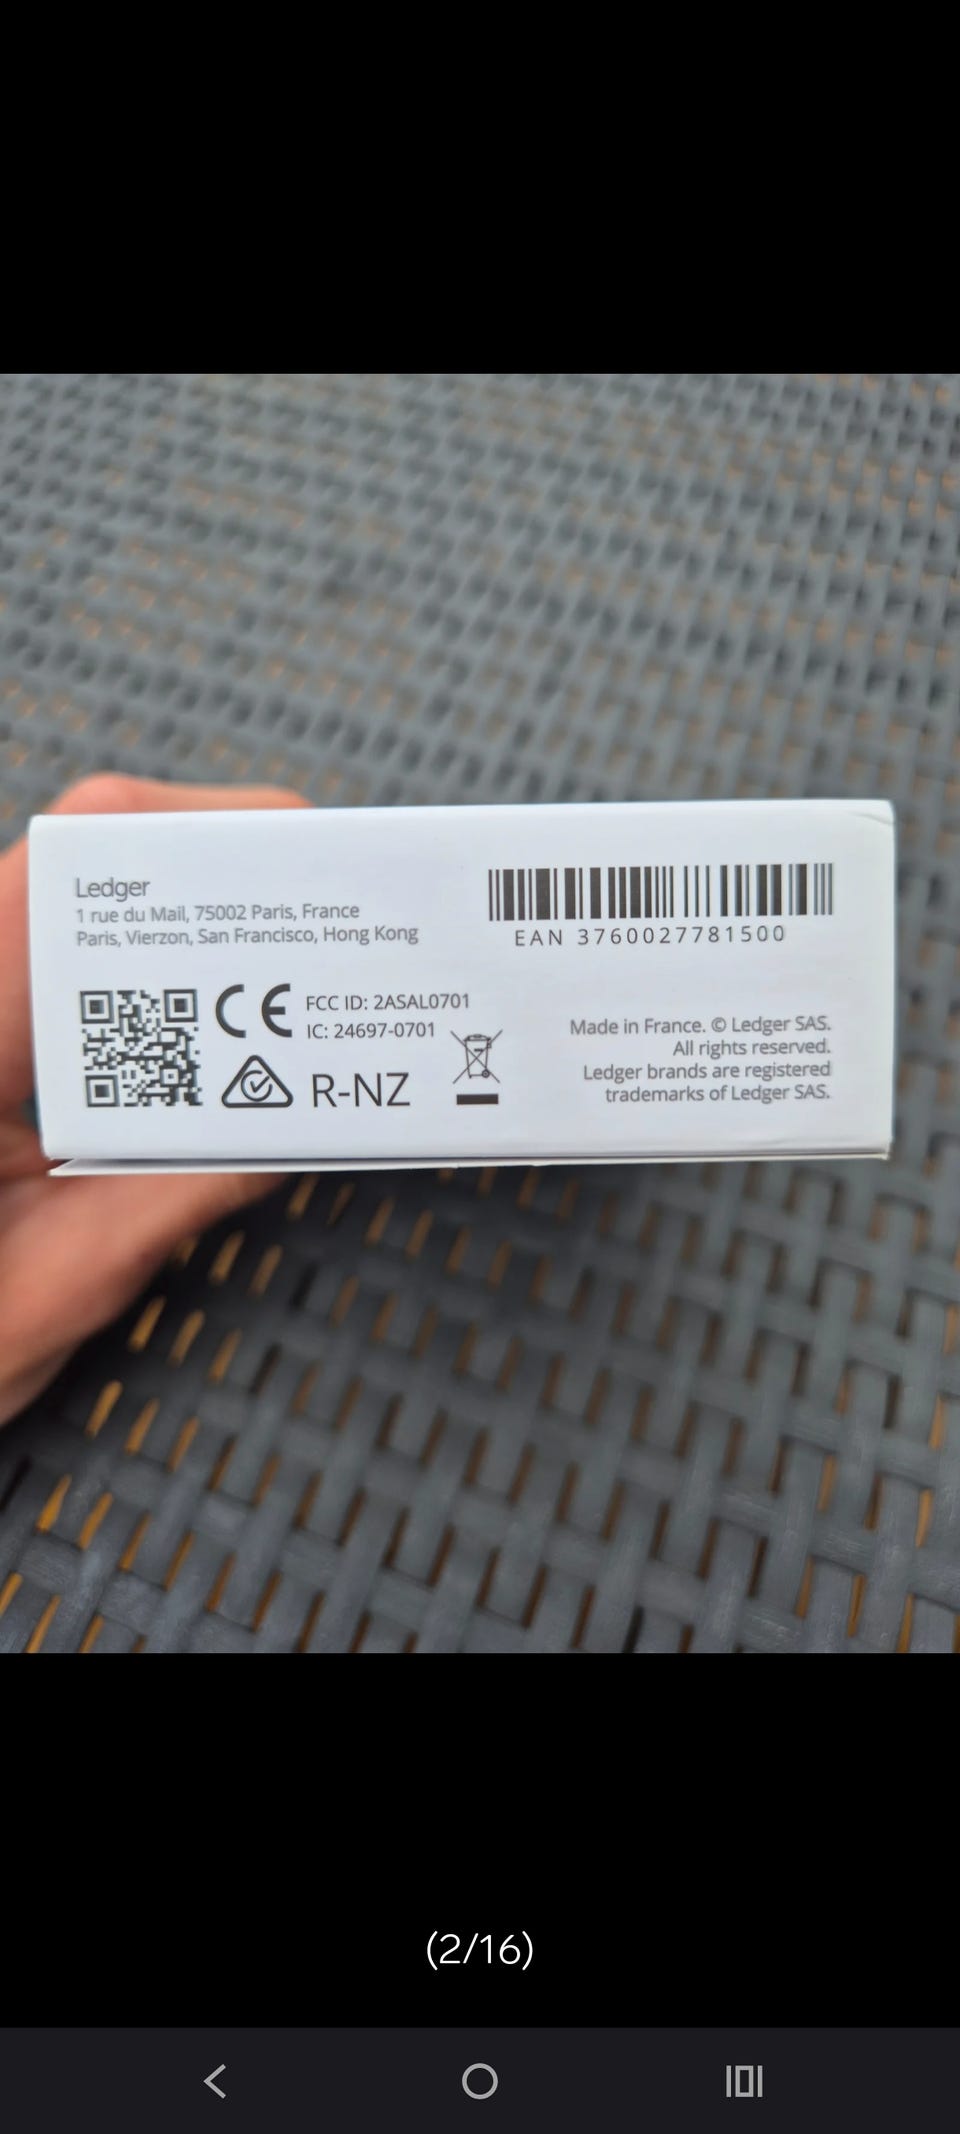 Ledger
1 rue du Mail, 75002 Paris, France
Paris, Vierzon, San Francisco, Hong Kong
EAN 3760027781500
CE FCC ID: 2ASAL0701
IC: 24697-0701
R-NZ
Made in France. © Ledger SAS.
All rights reserved.
Ledger brands are registered
trademarks of Ledger SAS.
(2/16)